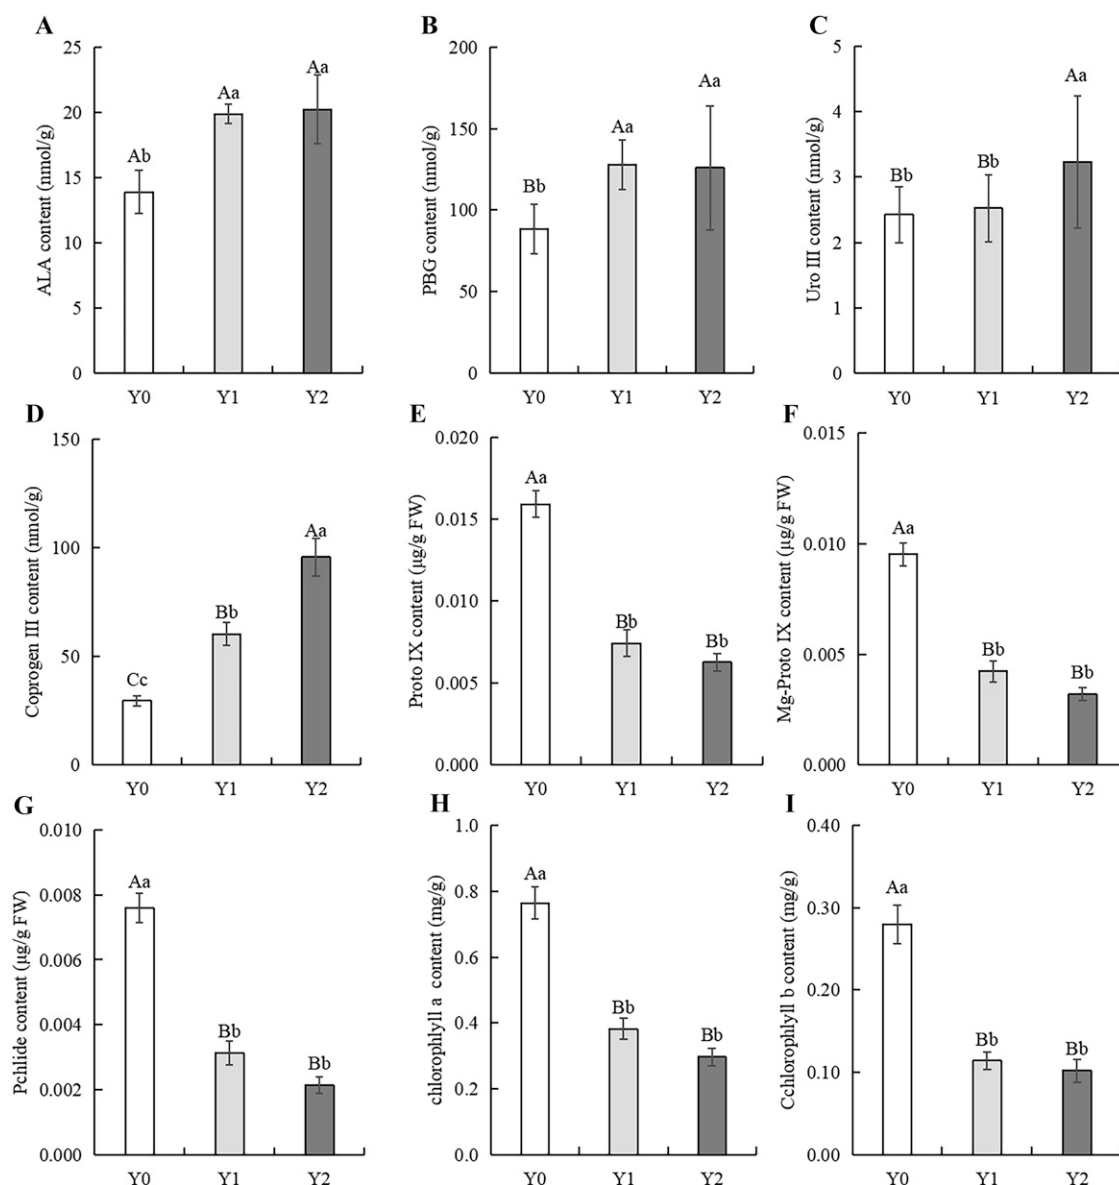 A
ALA content (nmol/g)
25
20
15
10
5
0
Ab
Aa
Aa
Y0 Y1 Y2
B
PBG content (nmol/g)
200
150
100
50
0
Bb
Aa
Aa
Y0 Y1 Y2
C
Uro III content (nmol/g)
5
4
3
2
1
0
Bb
Bb
Aa
Y0 Y1 Y2
D
Coprogen III content (nmol/g)
150
100
50
0
Cc
Bb
Aa
Y0 Y1 Y2
E
Proto IX content (µg/g FW)
0.020
0.015
0.010
0.005
0.000
Aa
Bb
Bb
Y0 Y1 Y2
F
Mg-Proto IX content (µg/g FW)
0.015
0.010
0.005
0.000
Aa
Bb
Bb
Y0 Y1 Y2
G
Pchlide content (µg/g FW)
0.010
0.008
0.006
0.004
0.002
0.000
Aa
Bb
Bb
Y0 Y1 Y2
H
chlorophyll a content (mg/g)
1.0
0.8
0.6
0.4
0.2
0.0
Aa
Bb
Bb
Y0 Y1 Y2
I
Cchlorophyll b content (mg/g)
0.40
0.30
0.20
0.10
0.00
Aa
Bb
Bb
Y0 Y1 Y2